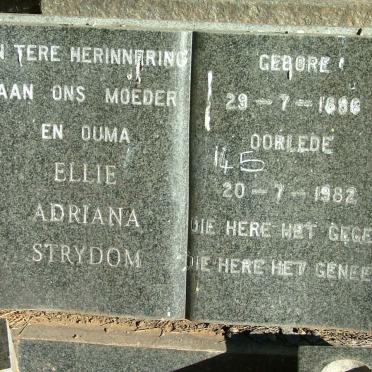 N TERE HERINNERING
AAN ONS MOEDER
EN OUMA
ELLIE
ADRIANA
STRYDOM
GEBORE
29-7-1886
OORLEDE
145
20-7-1982
DIE HERE HET GEGE
DIE HERE HET GENEE